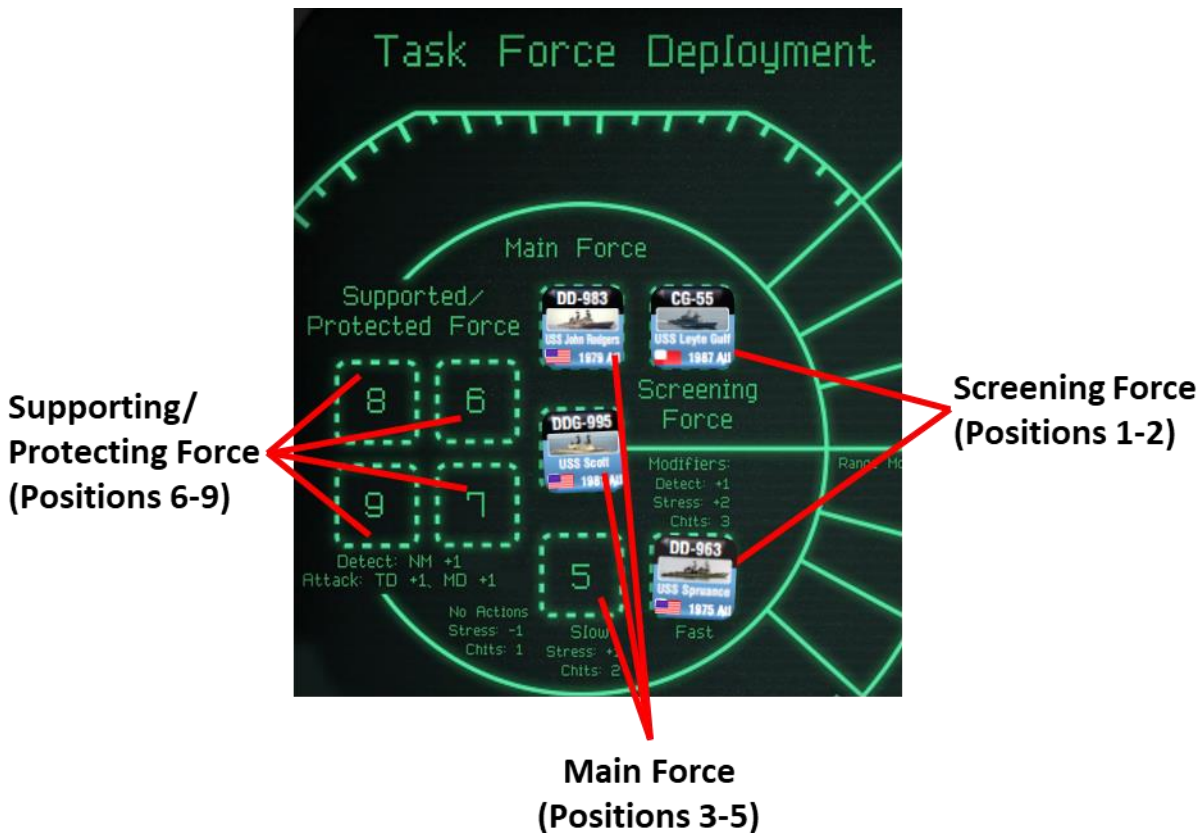 Task Force Deployment
Main Force
Supported/
Protected Force
DD-983
USS John Rodgers
1979 Atl
CG-55
USS Leyte Gulf
1987 Atl
8
6
Screening
Force
DDG-995
USS Scott
Modifiers:
Detect: +1
Stress: +2
Chits: 3
Range
9
7
Detect: NM +1
Attack: TD +1, MD +1
5
DD-963
USS Spruance
1975 Atl
No Actions
Stress: -1
Chits: 1
Slow
Stress:
Chits: 2
Fast
Supporting/
Protecting Force
(Positions 6-9)
Screening Force
(Positions 1-2)
Main Force
(Positions 3-5)